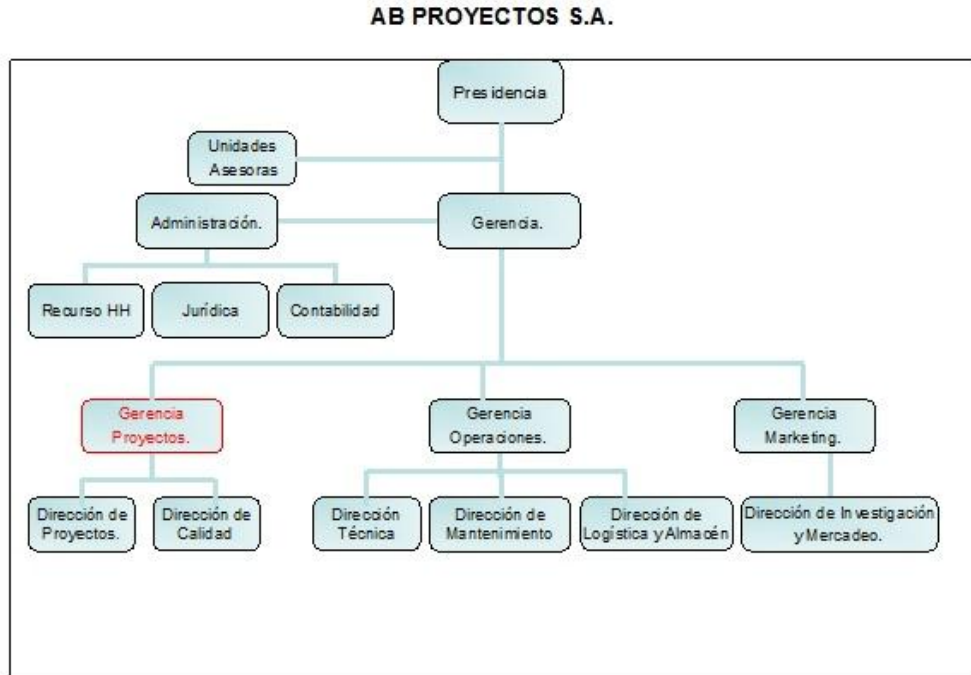 AB PROYECTOS S.A.
Presidencia
Unidades
Asesoras
Administración.
Gerencia.
Recurso HH
Jurídica
Contabilidad
Gerencia
Proyectos.
Gerencia
Operaciones.
Gerencia
Marketing.
Dirección de
Proyectos.
Dirección de
Calidad
Dirección
Técnica
Dirección de
Mantenimiento
Dirección de
Logística y Almacén
Dirección de Investigación
y Mercadeo.